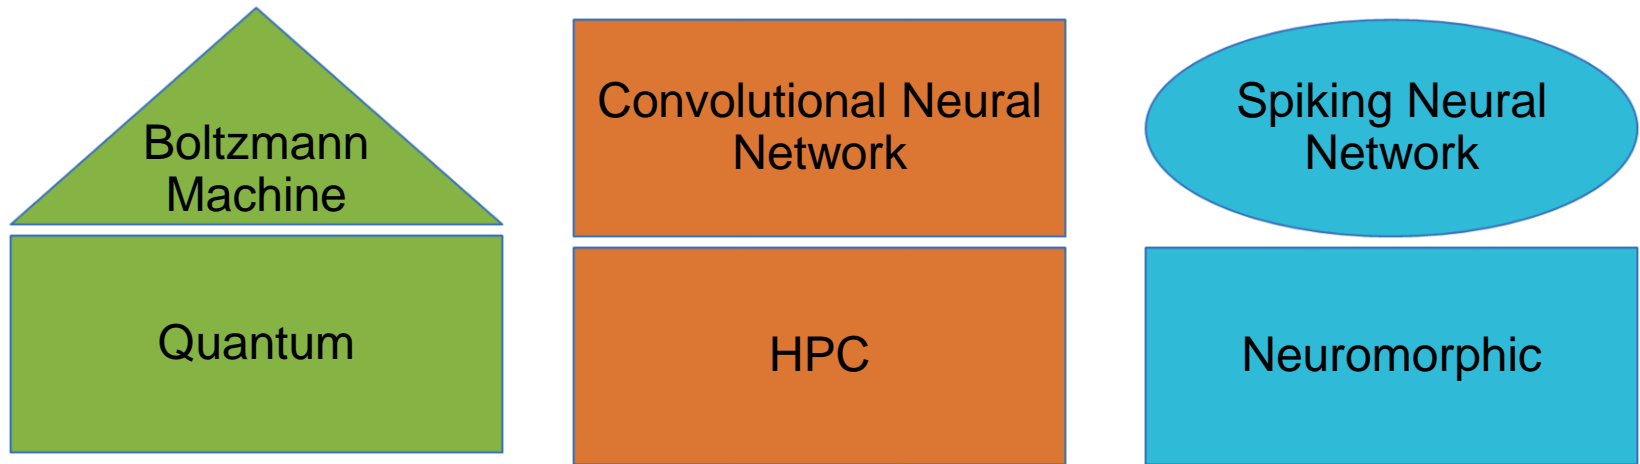 Boltzmann
Machine
Convolutional Neural
Network
Spiking Neural
Network
Quantum
HPC
Neuromorphic